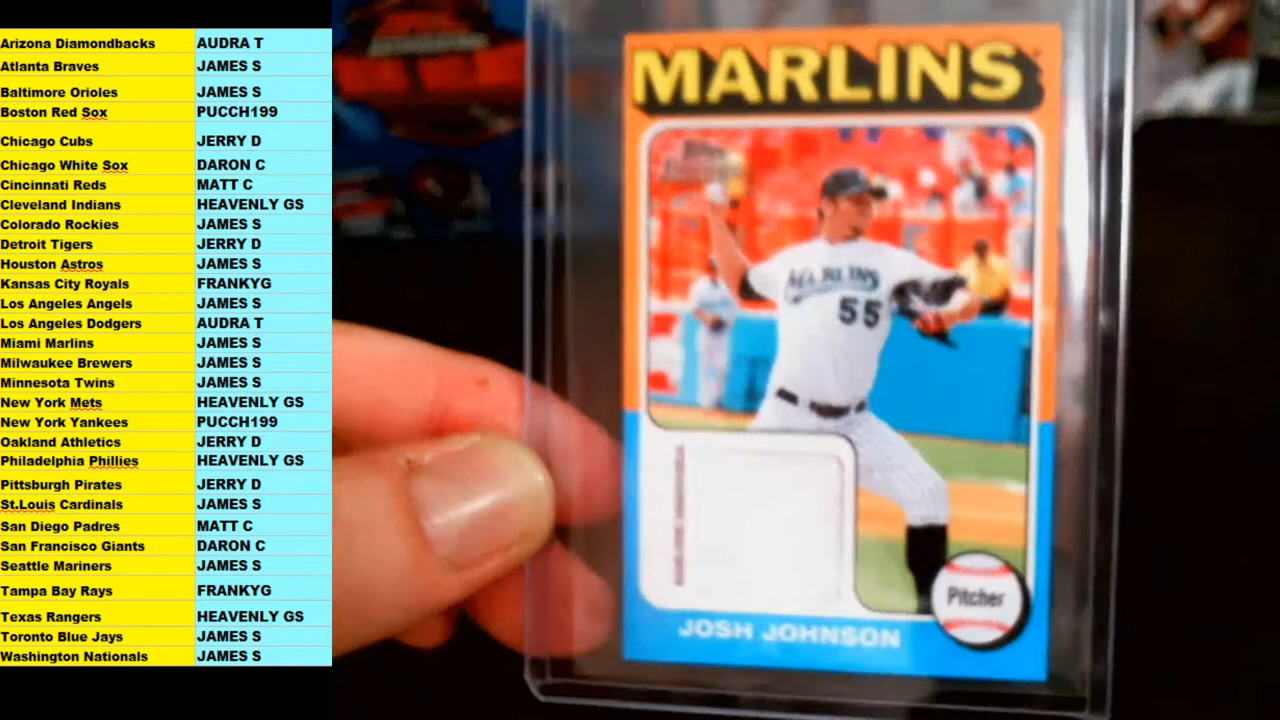 Arizona Diamondbacks AUDRA T
Atlanta Braves JAMES S
Baltimore Orioles JAMES S
Boston Red Sox PUCCH199
Chicago Cubs JERRY D
Chicago White Sox DARON C
Cincinnati Reds MATT C
Cleveland Indians HEAVENLY GS
Colorado Rockies JAMES S
Detroit Tigers JERRY D
Houston Astros JAMES S
Kansas City Royals FRANKYG
Los Angeles Angels JAMES S
Los Angeles Dodgers AUDRA T
Miami Marlins JAMES S
Milwaukee Brewers JAMES S
Minnesota Twins JAMES S
New York Mets HEAVENLY GS
New York Yankees PUCCH199
Oakland Athletics JERRY D
Philadelphia Phillies HEAVENLY GS
Pittsburgh Pirates JERRY D
St.Louis Cardinals JAMES S
San Diego Padres MATT C
San Francisco Giants DARON C
Seattle Mariners JAMES S
Tampa Bay Rays FRANKYG
Texas Rangers HEAVENLY GS
Toronto Blue Jays JAMES S
Washington Nationals JAMES S
MARLINS
MARLINS
55
Pitcher
JOSH JOHNSON